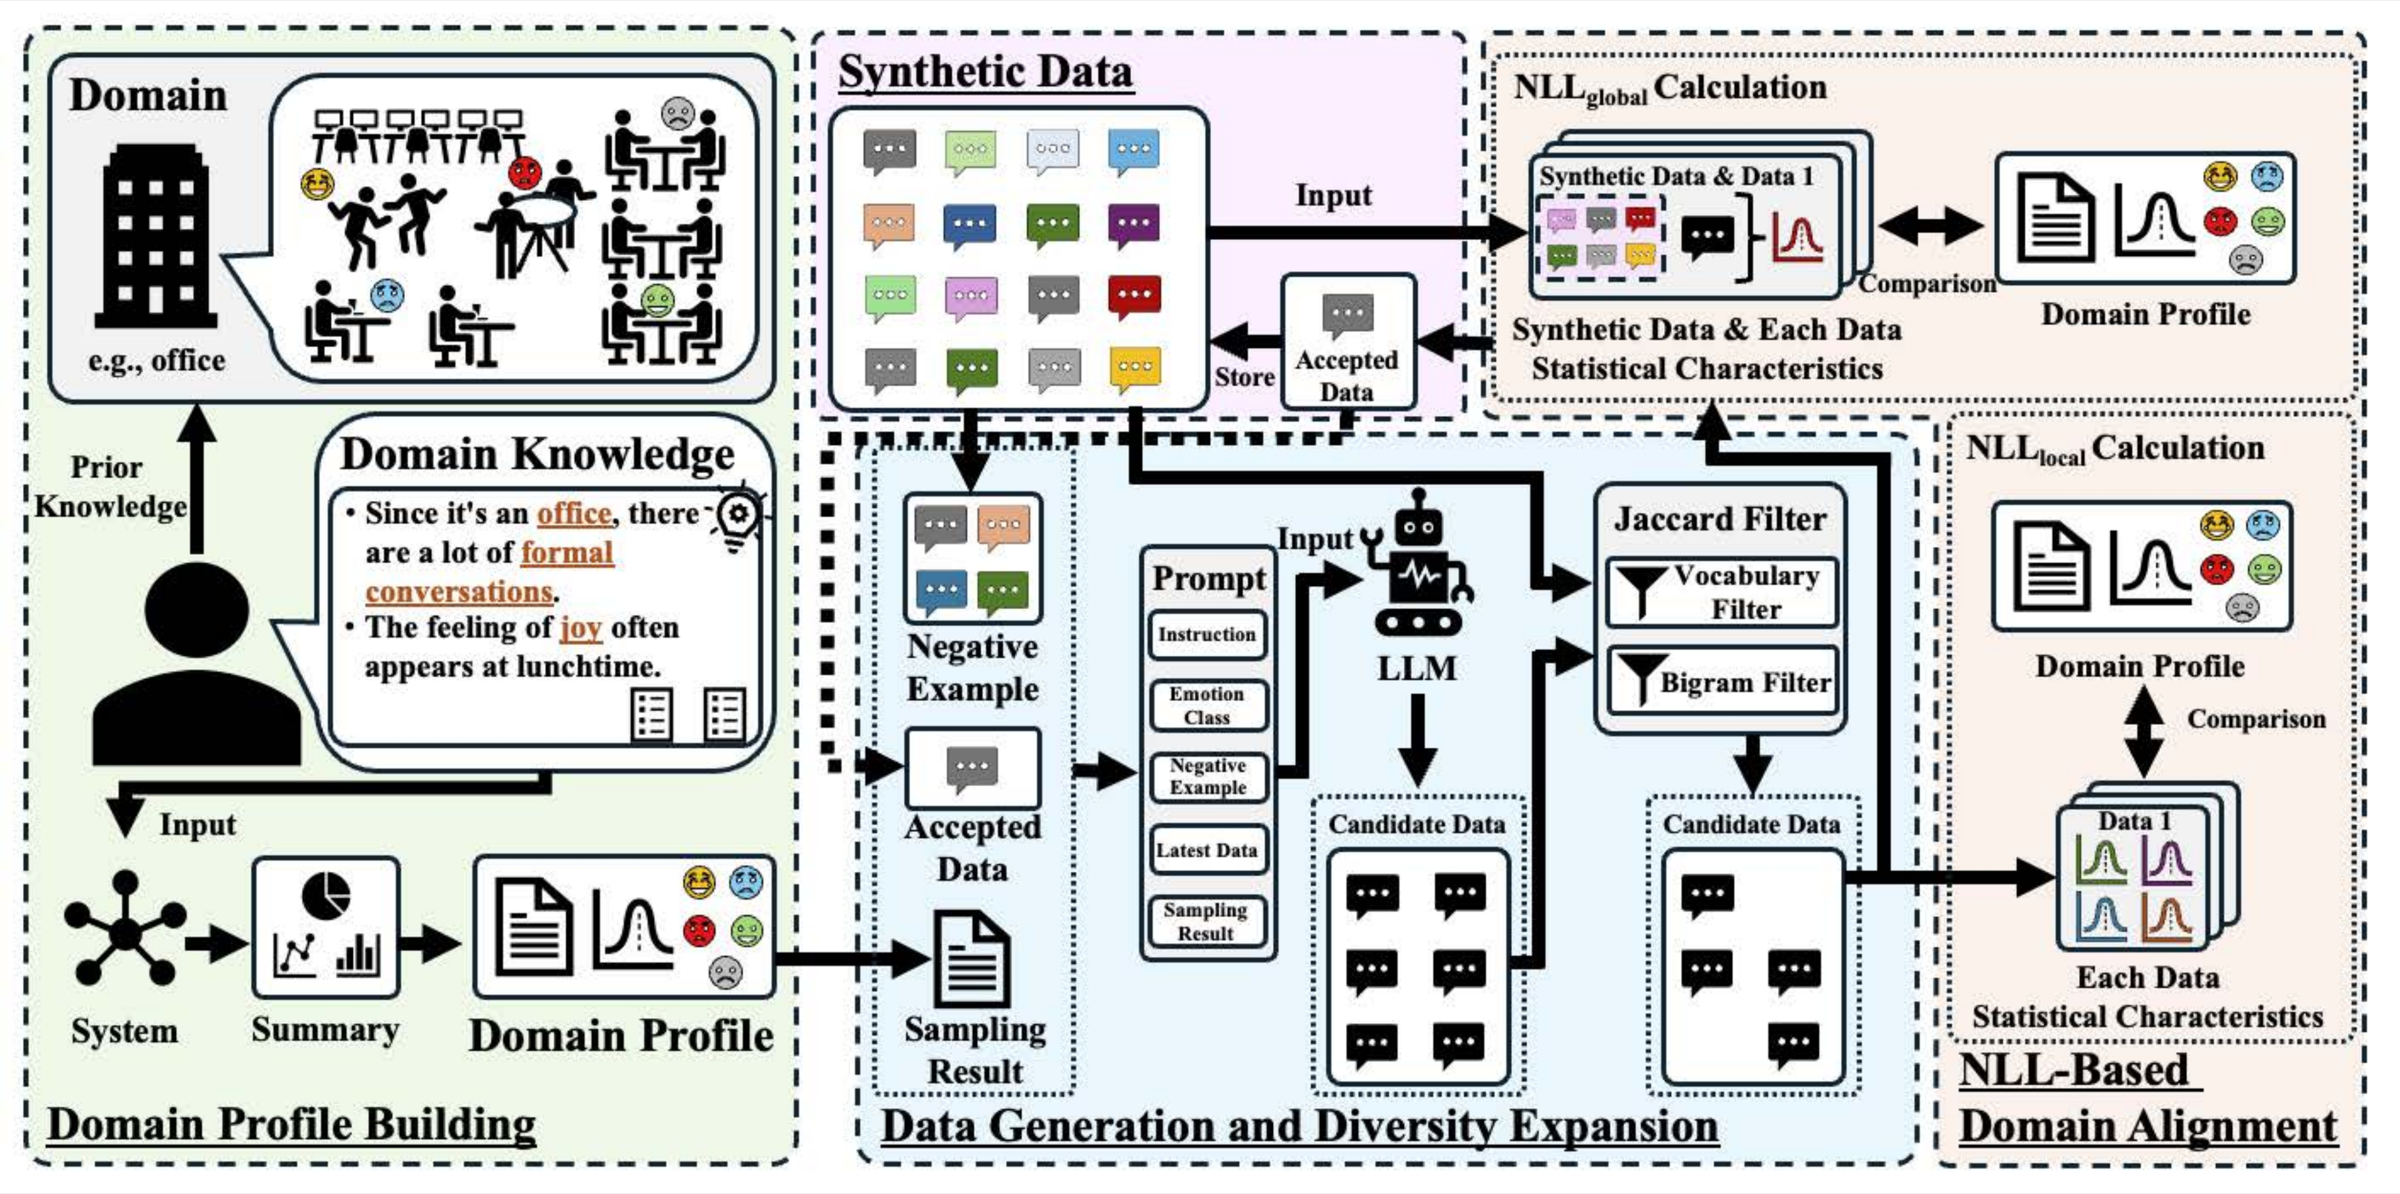 Domain
e.g., office
Prior
Knowledge
Domain Knowledge
• Since it's an office, there
are a lot of formal
conversations.
• The feeling of joy often
appears at lunchtime.
Input
System
Summary
Domain Profile
Domain Profile Building
Synthetic Data
Input
Store
Accepted
Data
Negative
Example
Accepted
Data
Sampling
Result
Prompt
Instruction
Emotion
Class
Negative
Example
Latest Data
Sampling
Result
Input
LLM
Candidate Data
Jaccard Filter
Vocabulary
Filter
Bigram Filter
Candidate Data
Data Generation and Diversity Expansion
NLLglobal Calculation
Synthetic Data & Data 1
Comparison
Synthetic Data & Each Data
Statistical Characteristics
Domain Profile
NLLlocal Calculation
Domain Profile
Comparison
Data 1
Each Data
Statistical Characteristics
NLL-Based
Domain Alignment